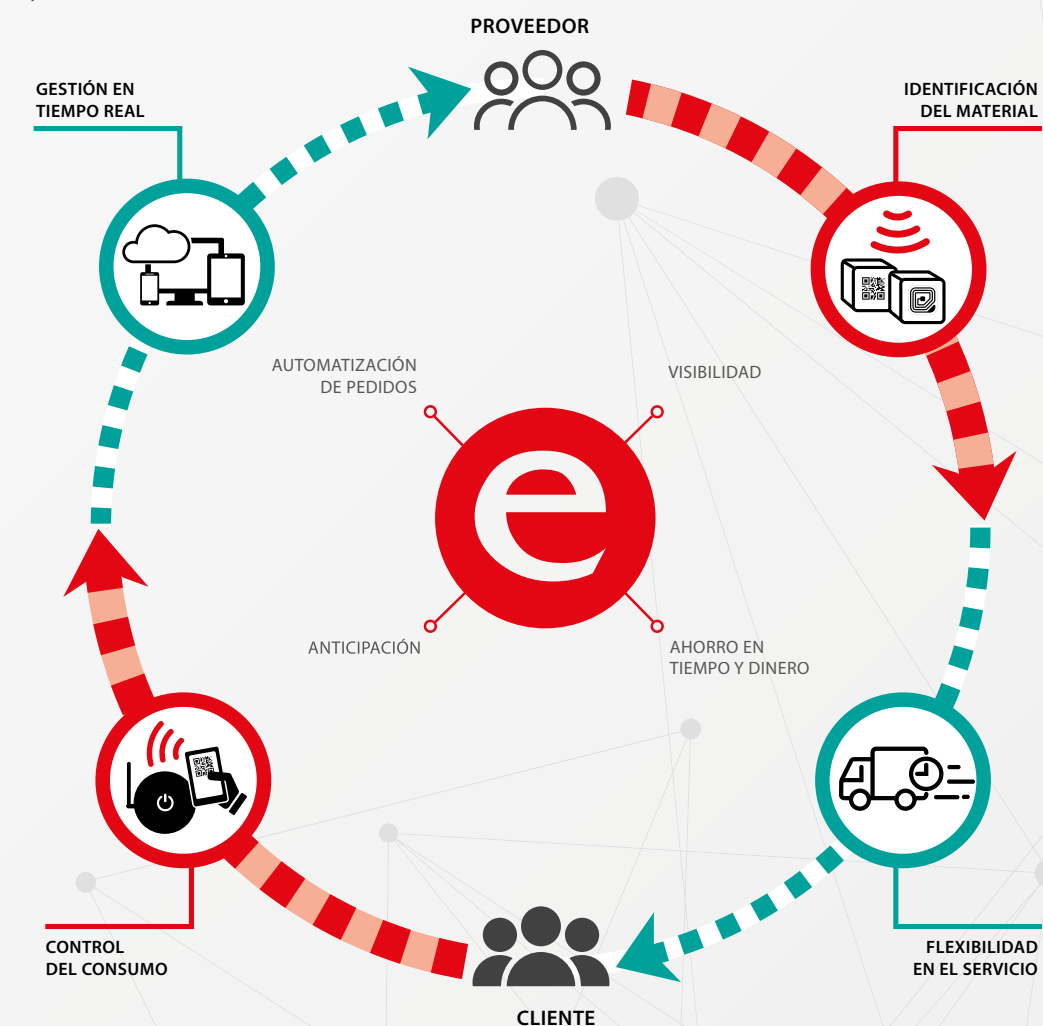 PROVEEDOR
GESTIÓN EN
TIEMPO REAL
IDENTIFICACIÓN
DEL MATERIAL
AUTOMATIZACIÓN
DE PEDIDOS
VISIBILIDAD
e
ANTICIPACIÓN
AHORRO EN
TIEMPO Y DINERO
CONTROL
DEL CONSUMO
FLEXIBILIDAD
EN EL SERVICIO
CLIENTE